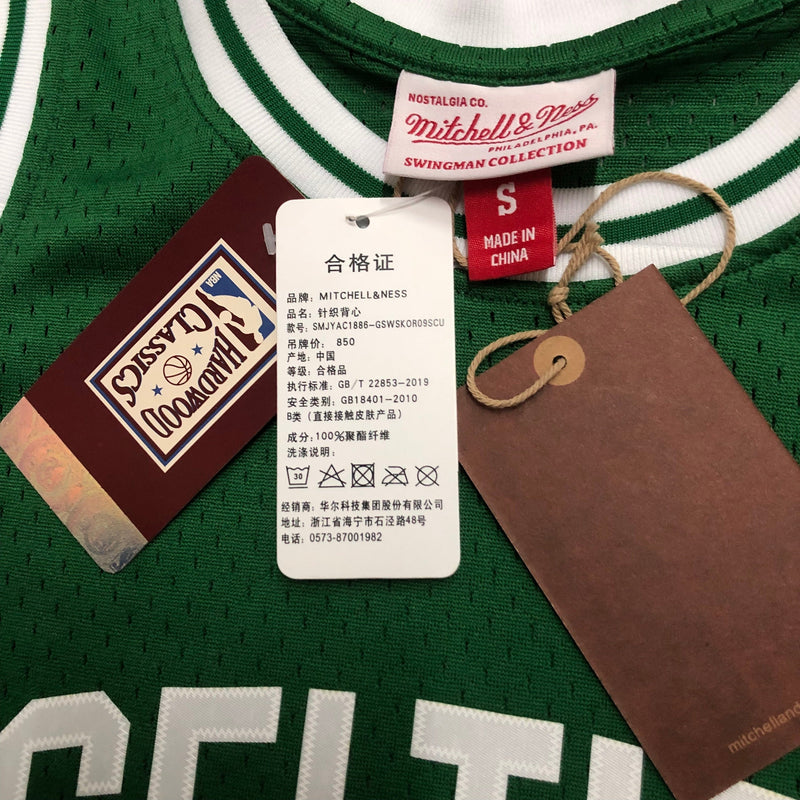 NOSTALGIA CO.
Mitchell & Ness
PHILADELPHIA, PA.
SWINGMAN COLLECTION
S
MADE IN
CHINA
NBA
HARDWOOD
CLASSICS
合格证
品牌: MITCHELL&NESS
品名: 针织背心
款号: SMJYAC1886-GSWSKOR09SCU
吊牌价: 850
产地: 中国
等级: 合格品
执行标准: GB/T 22853-2019
安全类别: GB18401-2010
B类（直接接触皮肤产品）
成分: 100%聚酯纤维
洗涤说明:
30
经销商: 华尔科技集团股份有限公司
地址: 浙江省海宁市石泾路48号
电话: 0573-87001982
mitchelland
CELTI